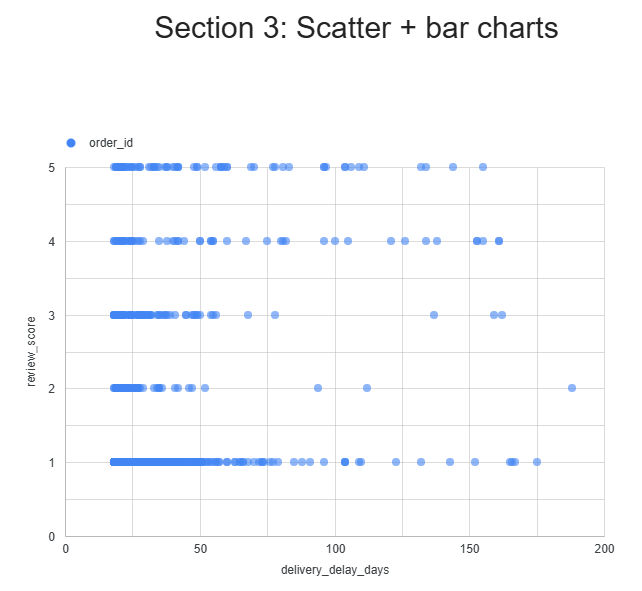 Section 3: Scatter + bar charts
order_id
5
4
3
2
1
0
review_score
0 50 100 150 200
delivery_delay_days